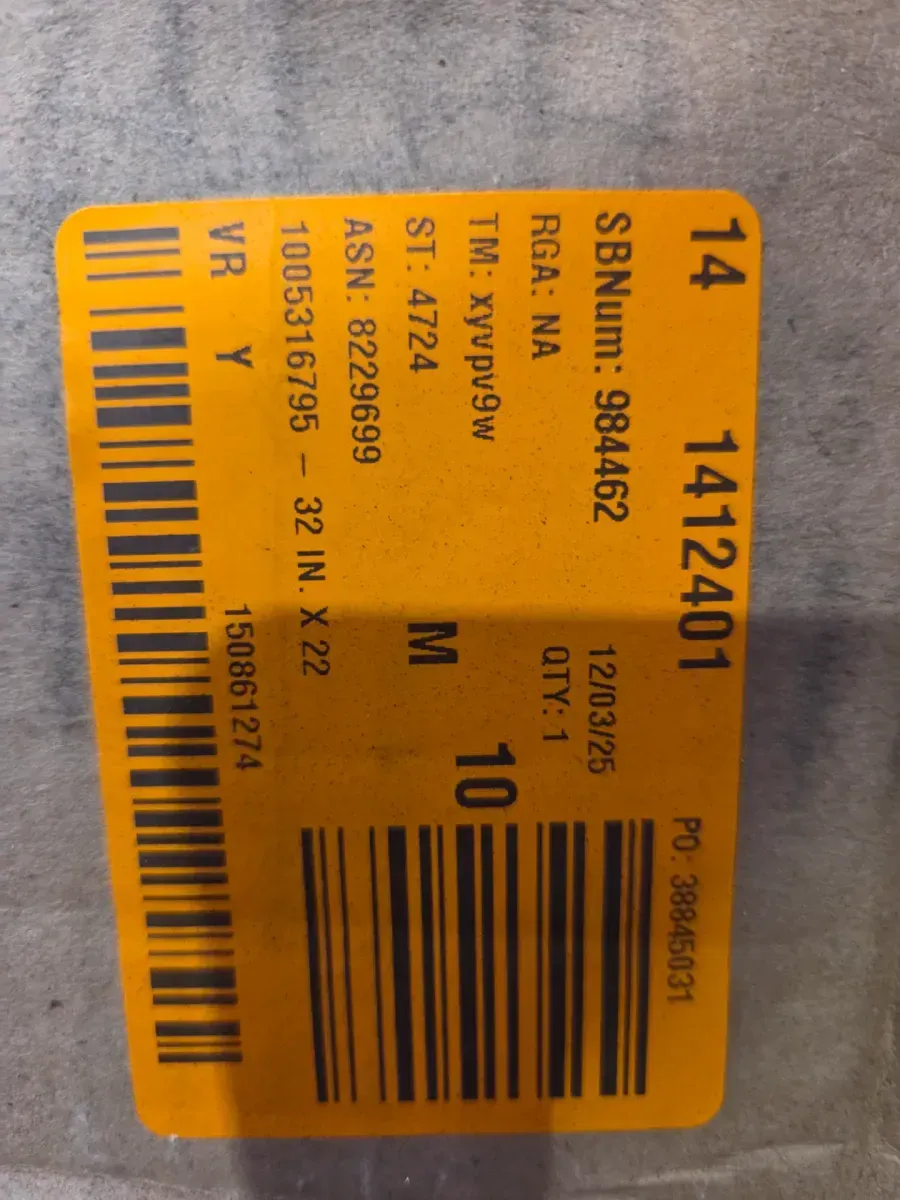 14 1412401 PO: 38845031
SBNum: 984462 12/03/25
RGA: NA QTY: 1
TM: xyvpv9w 10
ST: 4724 M
ASN: 8229699
1005316795 - 32 IN. X 22
VR Y 150861274